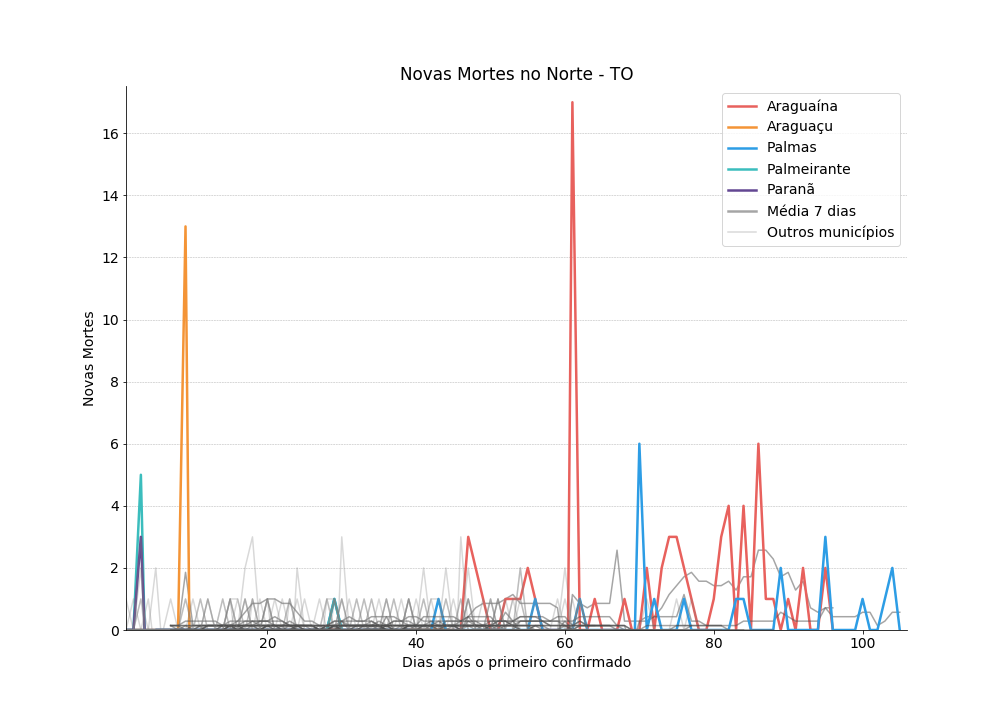 Novas Mortes no Norte - TO
Araguaína
Araguaçu
Palmas
Palmeirante
Paranã
Média 7 dias
Outros municípios
Novas Mortes
16
14
12
10
8
6
4
2
0
20
40
60
80
100
Dias após o primeiro confirmado